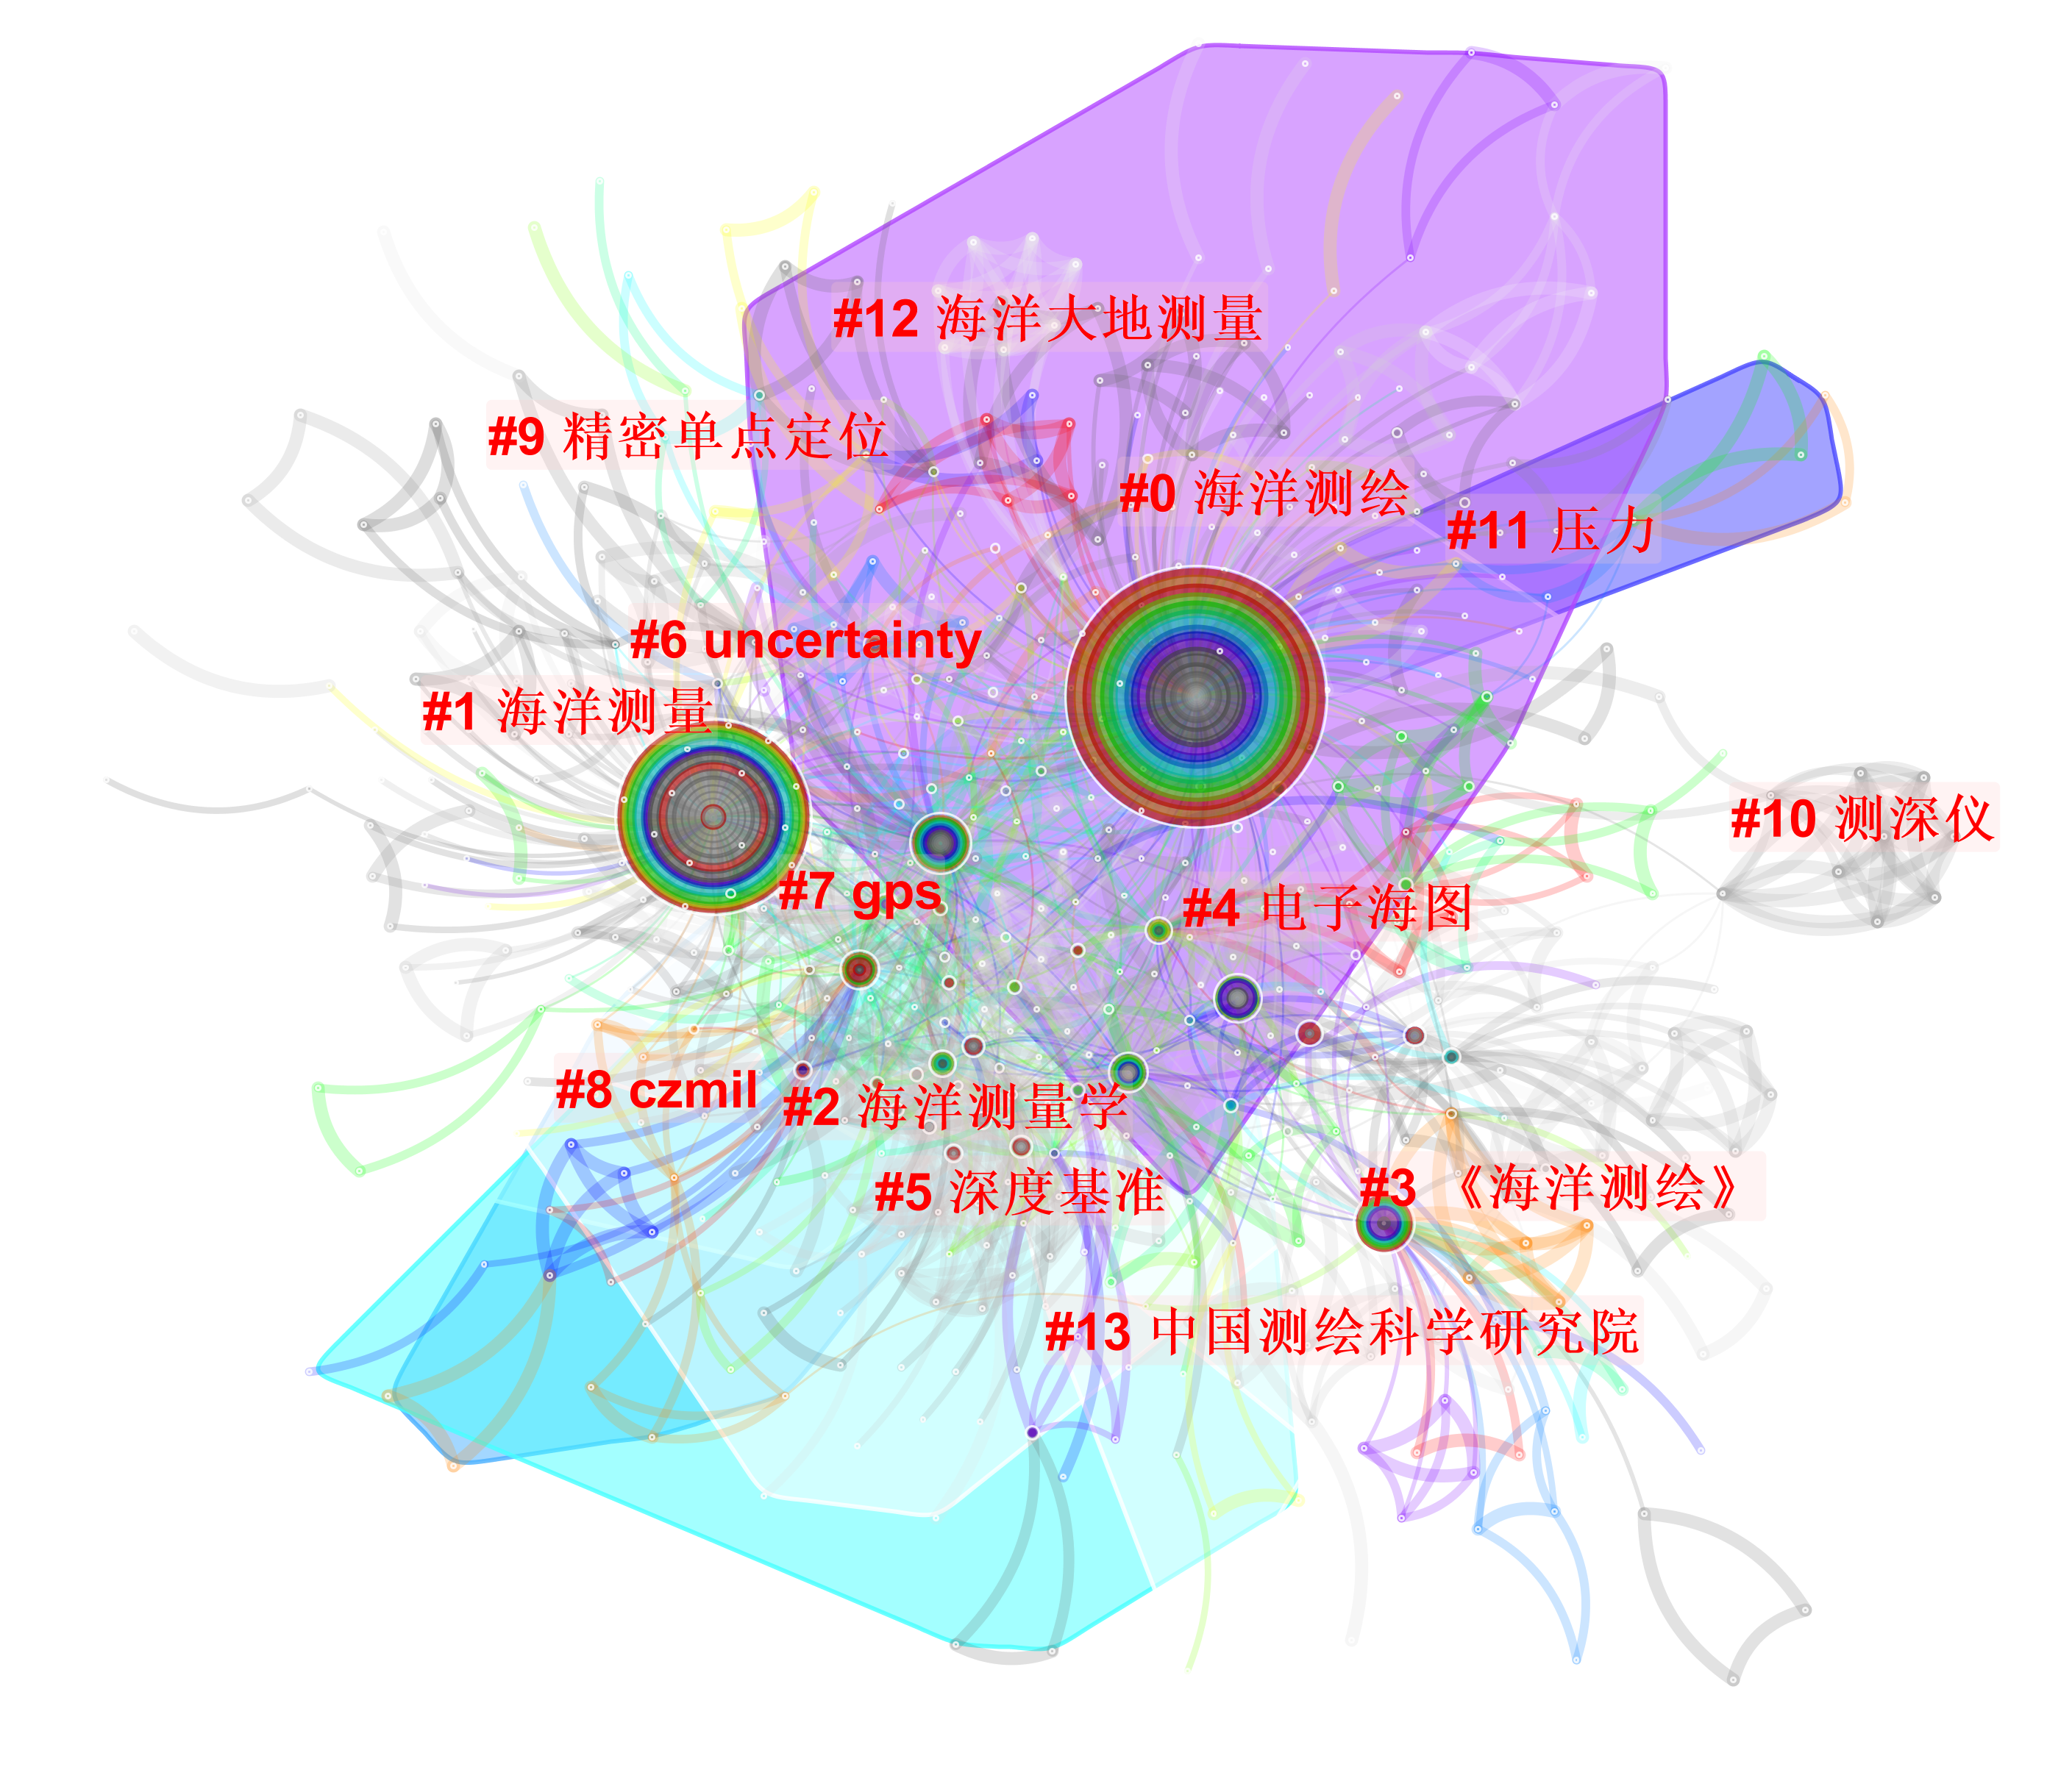 #12 海洋大地测量
#9 精密单点定位
#0 海洋测绘
#11 压力
#6 uncertainty
#1 海洋测量
#10 测深仪
#7 gps
#4 电子海图
#8 czmil
#2 海洋测量学
#5 深度基准
#3 《海洋测绘》
#13 中国测绘科学研究院